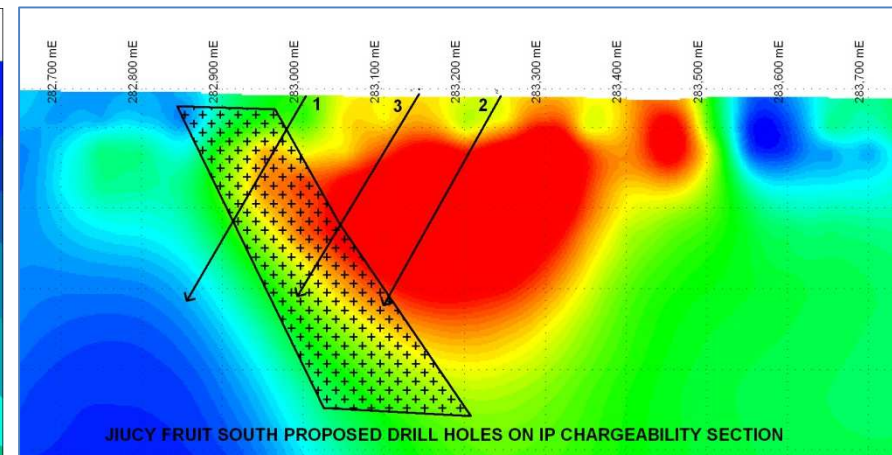 282,700 mE
282,800 mE
282,900 mE
283,000 mE
283,100 mE
283,200 mE
283,300 mE
283,400 mE
283,500 mE
283,600 mE
283,700 mE
1
3
2
JIUCY FRUIT SOUTH PROPOSED DRILL HOLES ON IP CHARGEABILITY SECTION